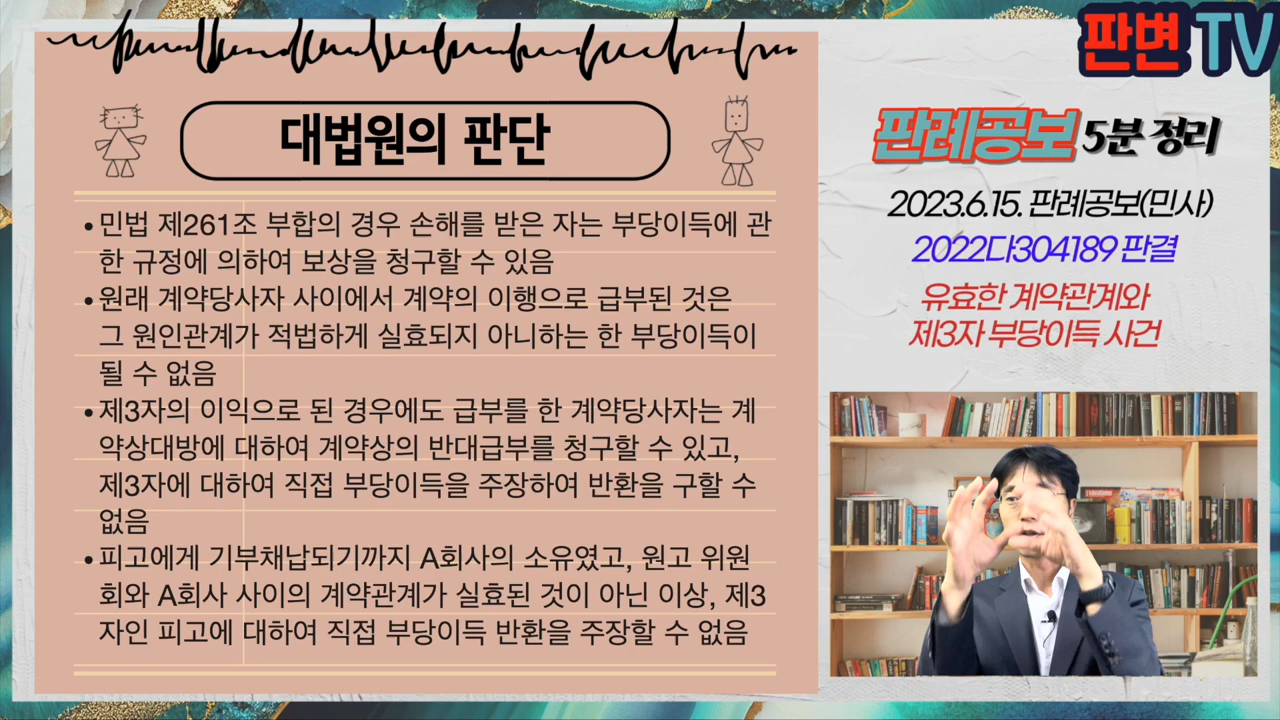 판변 TV
대법원의 판단
• 민법 제261조 부합의 경우 손해를 받은 자는 부당이득에 관
한 규정에 의하여 보상을 청구할 수 있음
• 원래 계약당사자 사이에서 계약의 이행으로 급부된 것은
그 원인관계가 적법하게 실효되지 아니하는 한 부당이득이
될 수 없음
• 제3자의 이익으로 된 경우에도 급부를 한 계약당사자는 계
약상대방에 대하여 계약상의 반대급부를 청구할 수 있고,
제3자에 대하여 직접 부당이득을 주장하여 반환을 구할 수
없음
• 피고에게 기부채납되기까지 A회사의 소유였고, 원고 위원
회와 A회사 사이의 계약관계가 실효된 것이 아닌 이상, 제3
자인 피고에 대하여 직접 부당이득 반환을 주장할 수 없음
판례공보 5분 정리
2023.6.15. 판례공보(민사)
2022다304189 판결
유효한 계약관계와
제3자 부당이득 사건